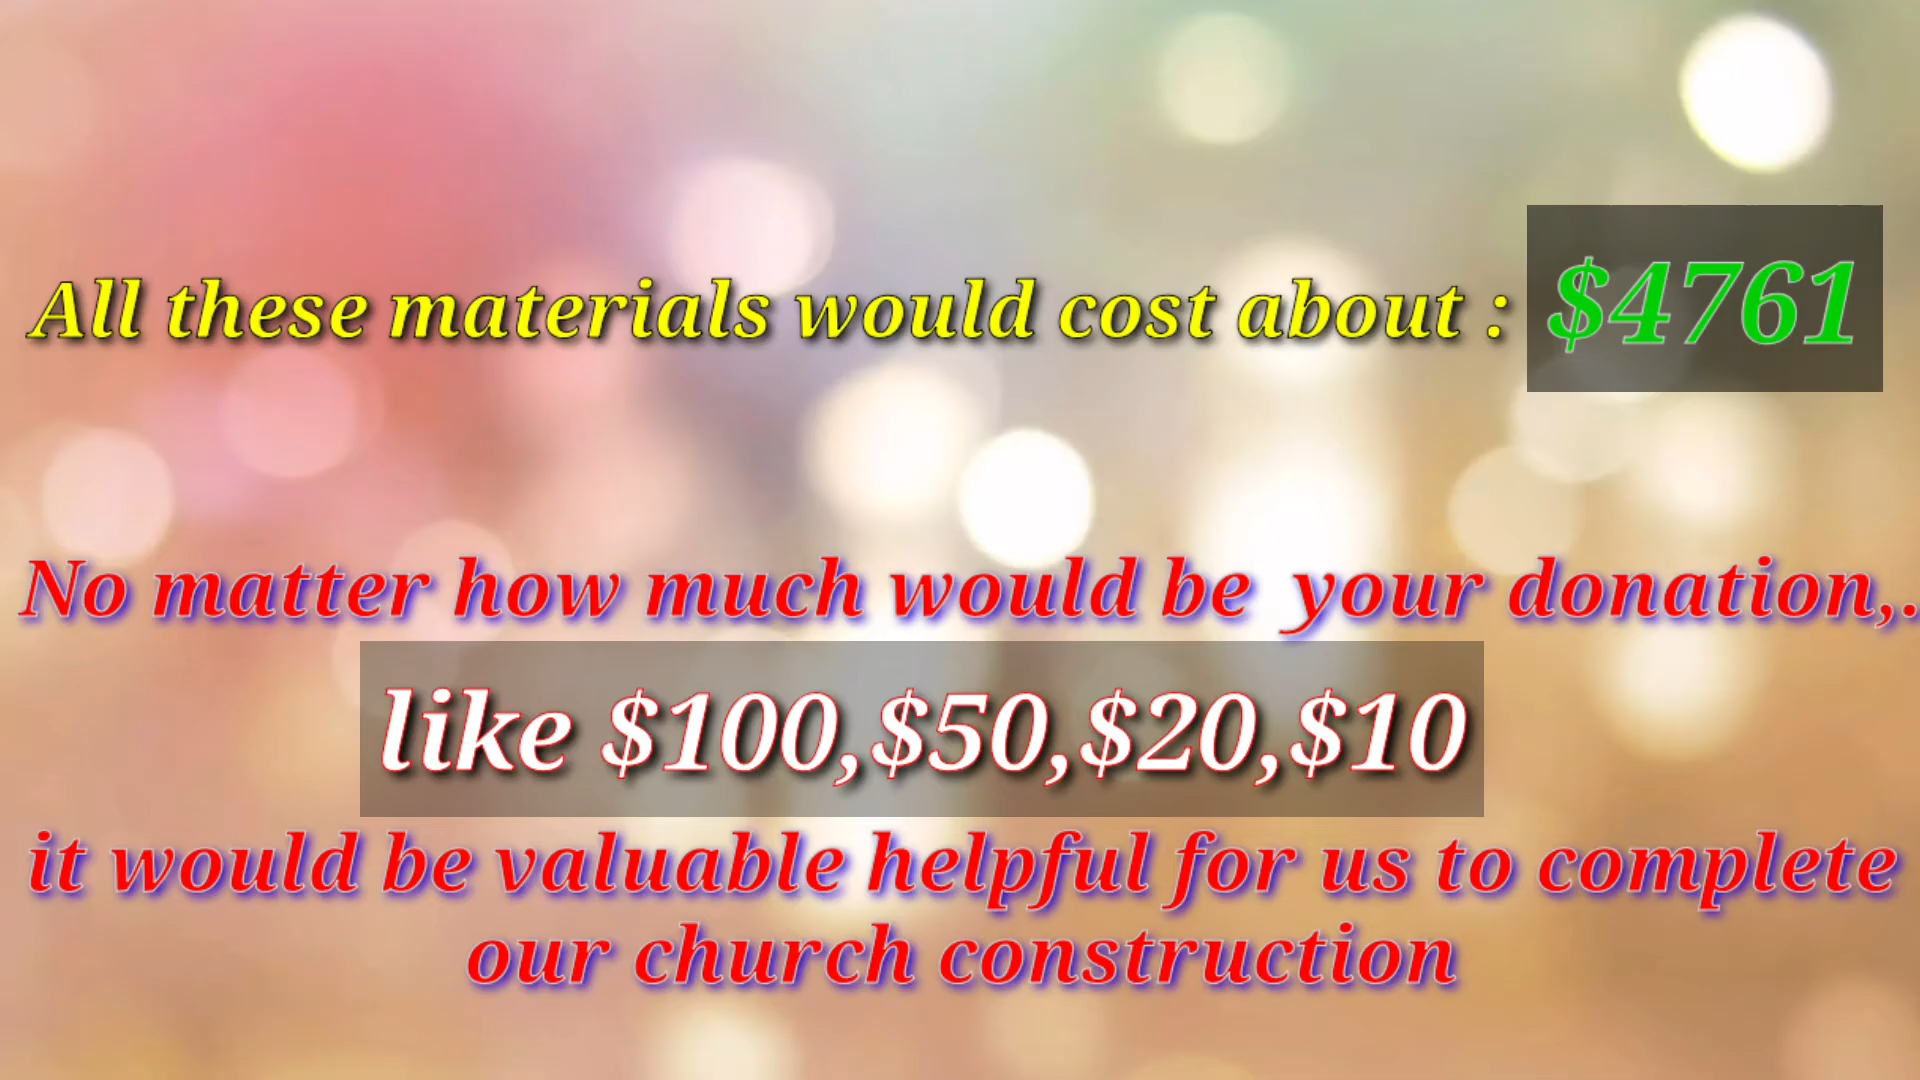 All these materials would cost about : $4761
No matter how much would be your donation,.
like $100,$50,$20,$10
it would be valuable helpful for us to complete
our church construction